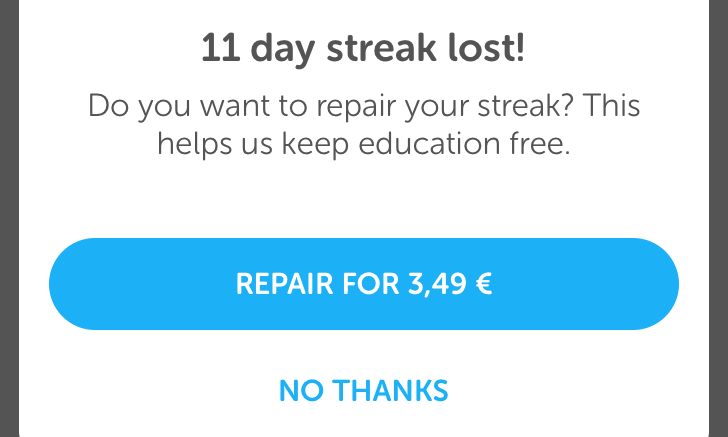 11 day streak lost!
Do you want to repair your streak? This
helps us keep education free.
REPAIR FOR 3,49 €
NO THANKS